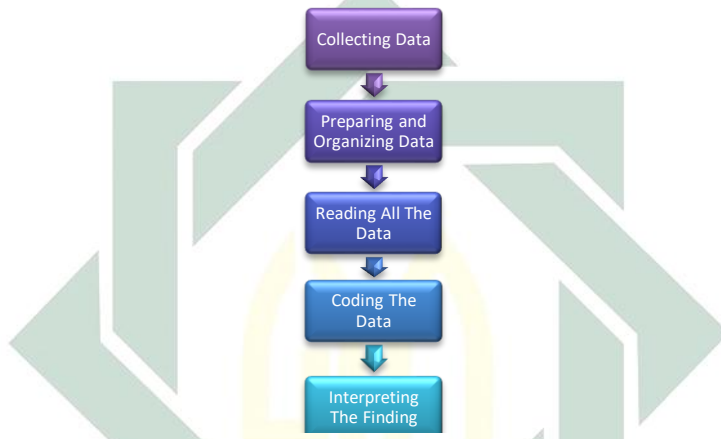 Collecting Data
Preparing and
Organizing Data
Reading All The
Data
Coding The
Data
Interpreting
The Finding